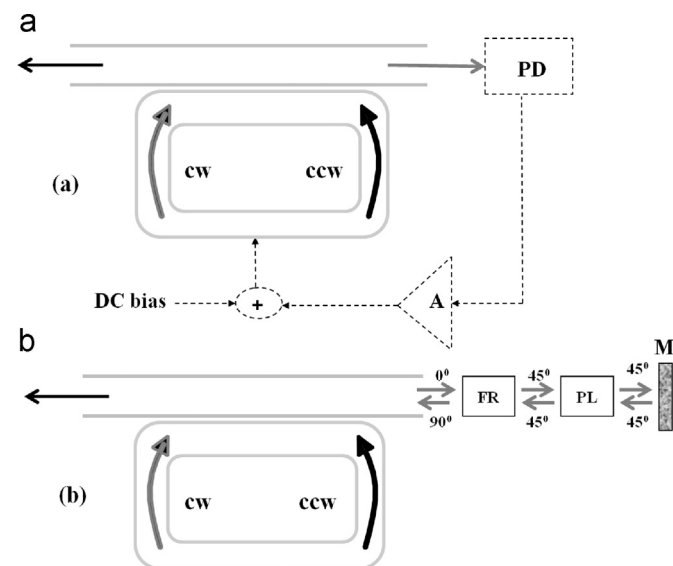 a
PD
cw
ccw
(a)
DC bias
+
A
b
M
0⁰
45⁰
45⁰
FR
PL
90⁰
45⁰
45⁰
cw
ccw
(b)